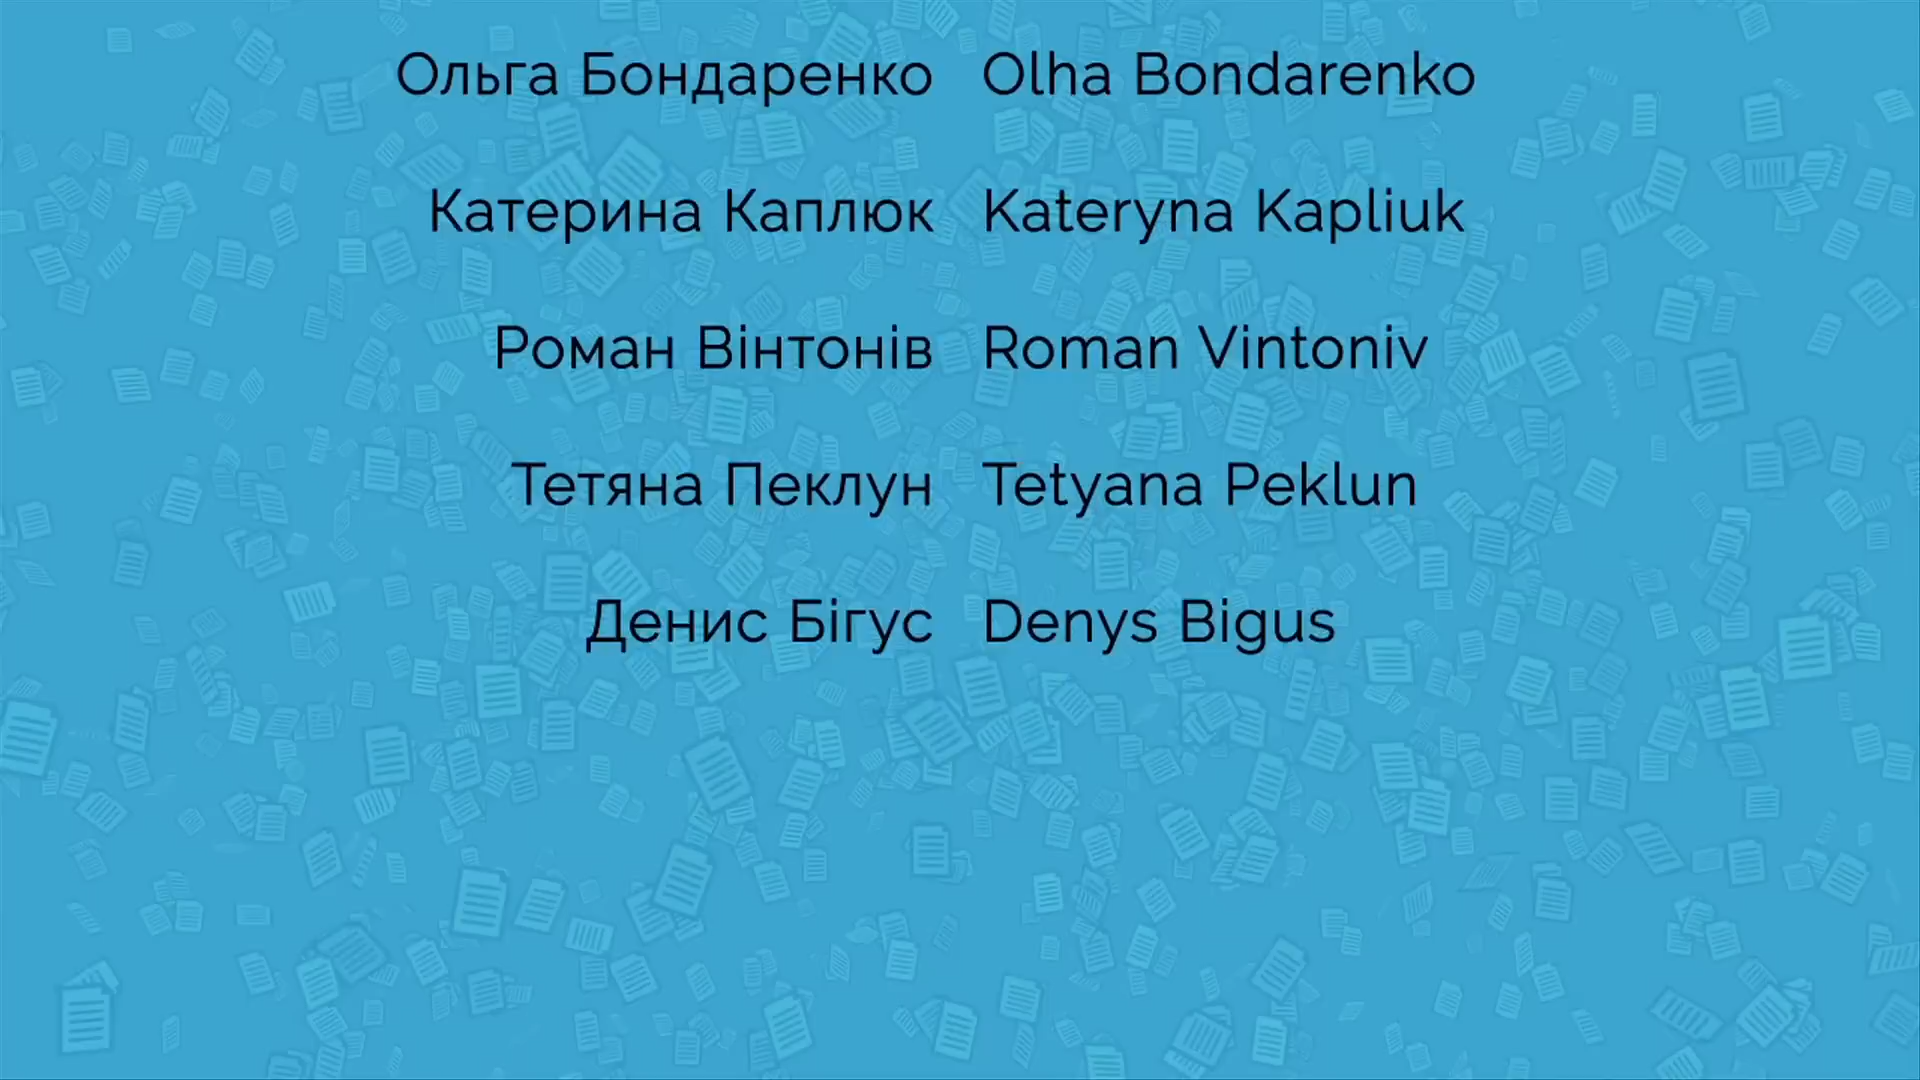 Ольга Бондаренко Olha Bondarenko
Катерина Каплюк Kateryna Kapliuk
Роман Вінтонів Roman Vintoniv
Тетяна Пеклун Tetyana Peklun
Денис Бігус Denys Bigus